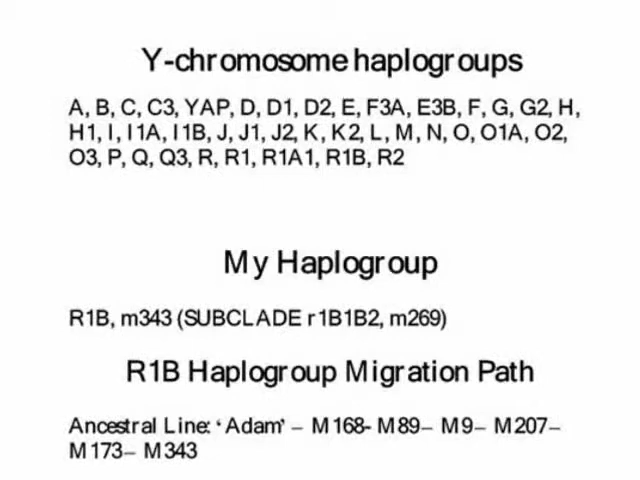 Y-chromosome haplogroups
A, B, C, C3, YAP, D, D1, D2, E, F3A, E3B, F, G, G2, H,
H1, I, I1A, I1B, J, J1, J2, K, K2, L, M, N, O, O1A, O2,
O3, P, Q, Q3, R, R1, R1A1, R1B, R2
My Haplogroup
R1B, m343 (SUBCLADE r1B1B2, m269)
R1B Haplogroup Migration Path
Ancestral Line: ‘Adam’ – M168- M89– M9– M207–
M173– M343